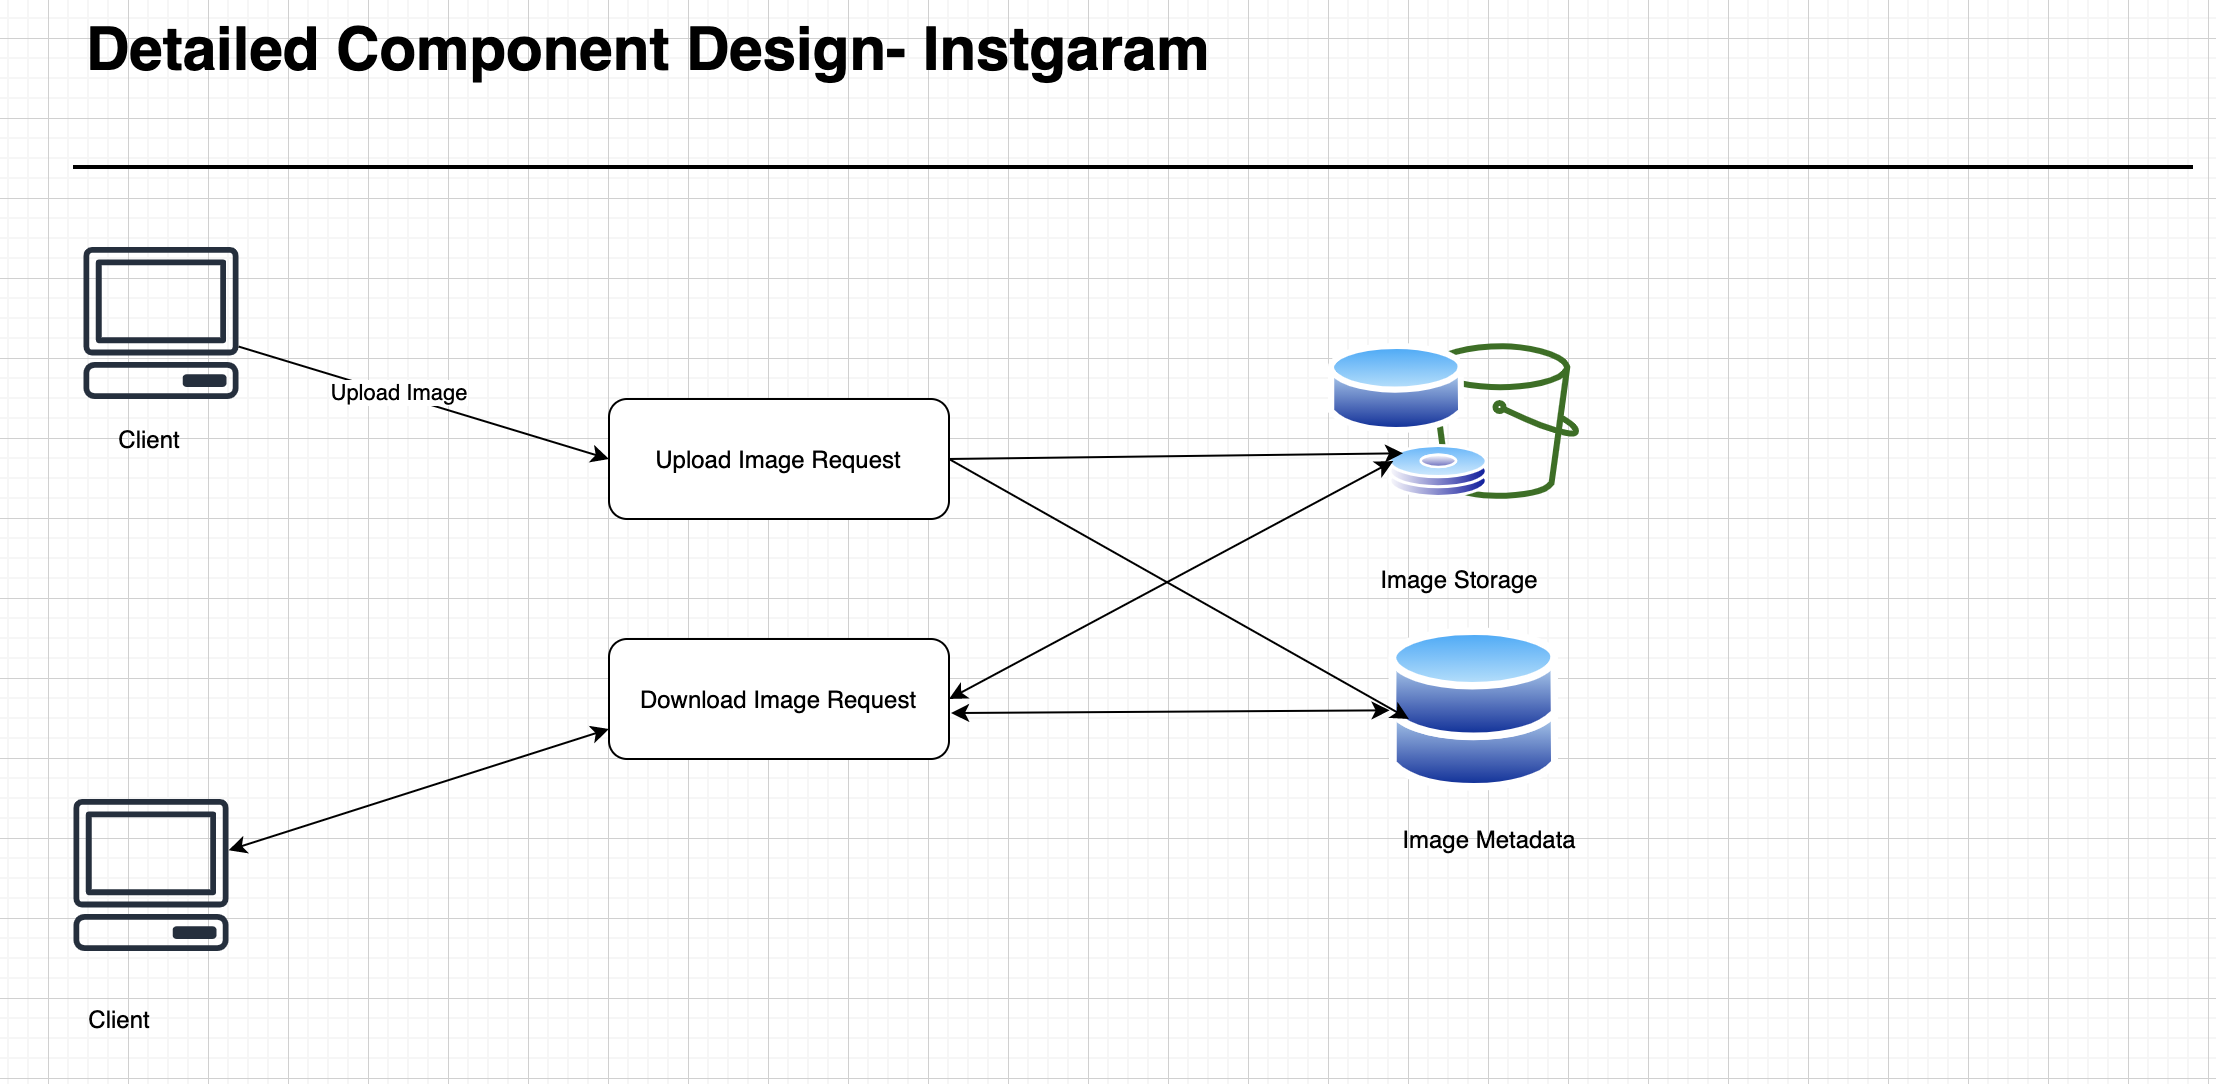 Detailed Component Design- Instgaram
Upload Image
Client
Upload Image Request
Image Storage
Download Image Request
Image Metadata
Client